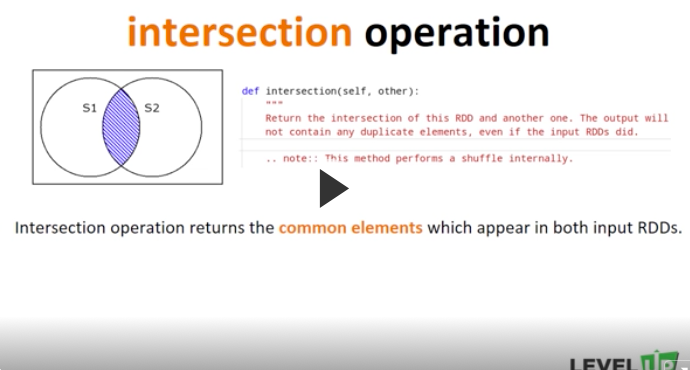 intersection operation
S1 S2
def intersection(self, other):
"""
Return the intersection of this RDD and another one. The output will
not contain any duplicate elements, even if the input RDDs did.
.. note:: This method performs a shuffle internally.
Intersection operation returns the common elements which appear in both input RDDs.
LEVEL UP